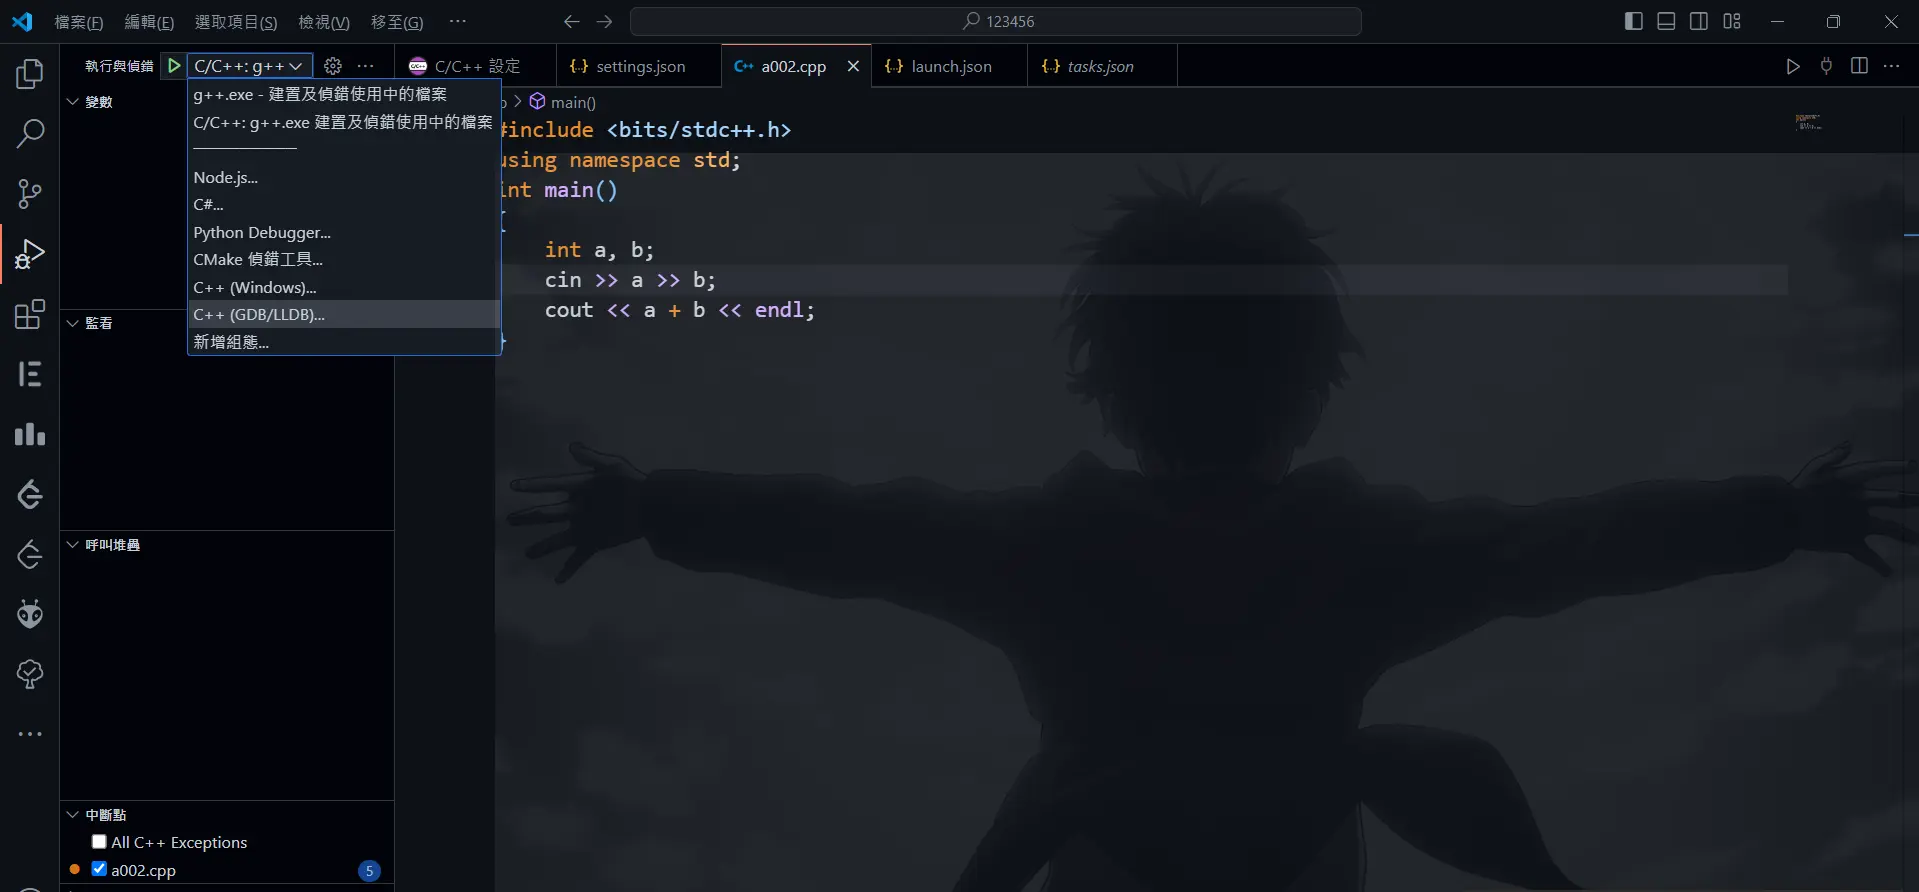 檔案(F) 編輯(E) 選取項目(S) 檢視(V) 移至(G) ··· 123456
執行與偵錯 C/C++: g++ ··· C/C++ 設定 {..} settings.json C++ a002.cpp {..} launch.json {..} tasks.json
g++.exe - 建置及偵錯使用中的檔案
C/C++: g++.exe 建置及偵錯使用中的檔案
Node.js...
C#...
Python Debugger...
CMake 偵錯工具...
C++ (Windows)...
C++ (GDB/LLDB)...
新增組態...
變數
監看
呼叫堆疊
中斷點
All C++ Exceptions
a002.cpp 5
main()
#include <bits/stdc++.h>
using namespace std;
int main()
{
int a, b;
cin >> a >> b;
cout << a + b << endl;
}